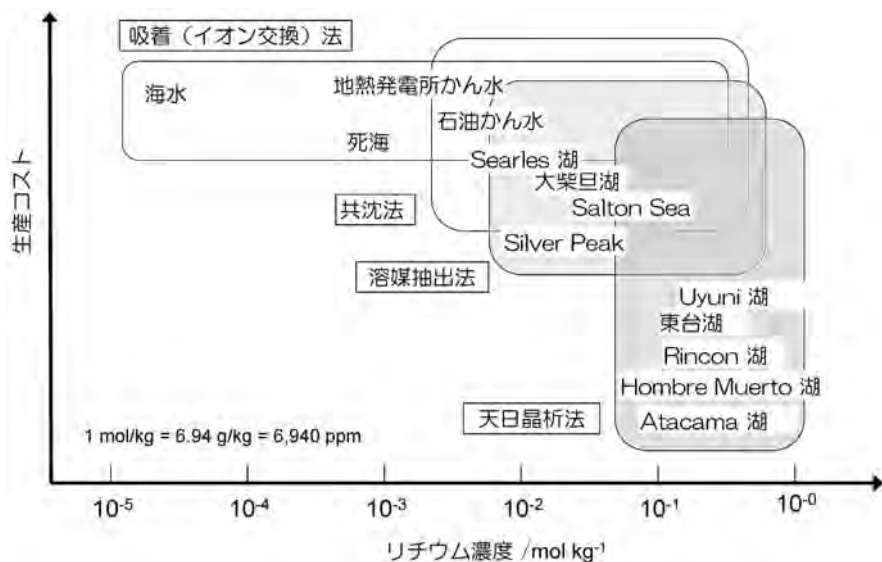 吸着（イオン交換）法
海水
地熱発電所かん水
石油かん水
死海
Searles 湖
大柴旦湖
共沈法
Salton Sea
Silver Peak
溶媒抽出法
Uyuni 湖
東台湖
Rincon 湖
Hombre Muerto 湖
天日晶析法
Atacama 湖
1 mol/kg = 6.94 g/kg = 6,940 ppm
生産コスト
10-5
10-4
10-3
10-2
10-1
10-0
リチウム濃度 /mol kg-1